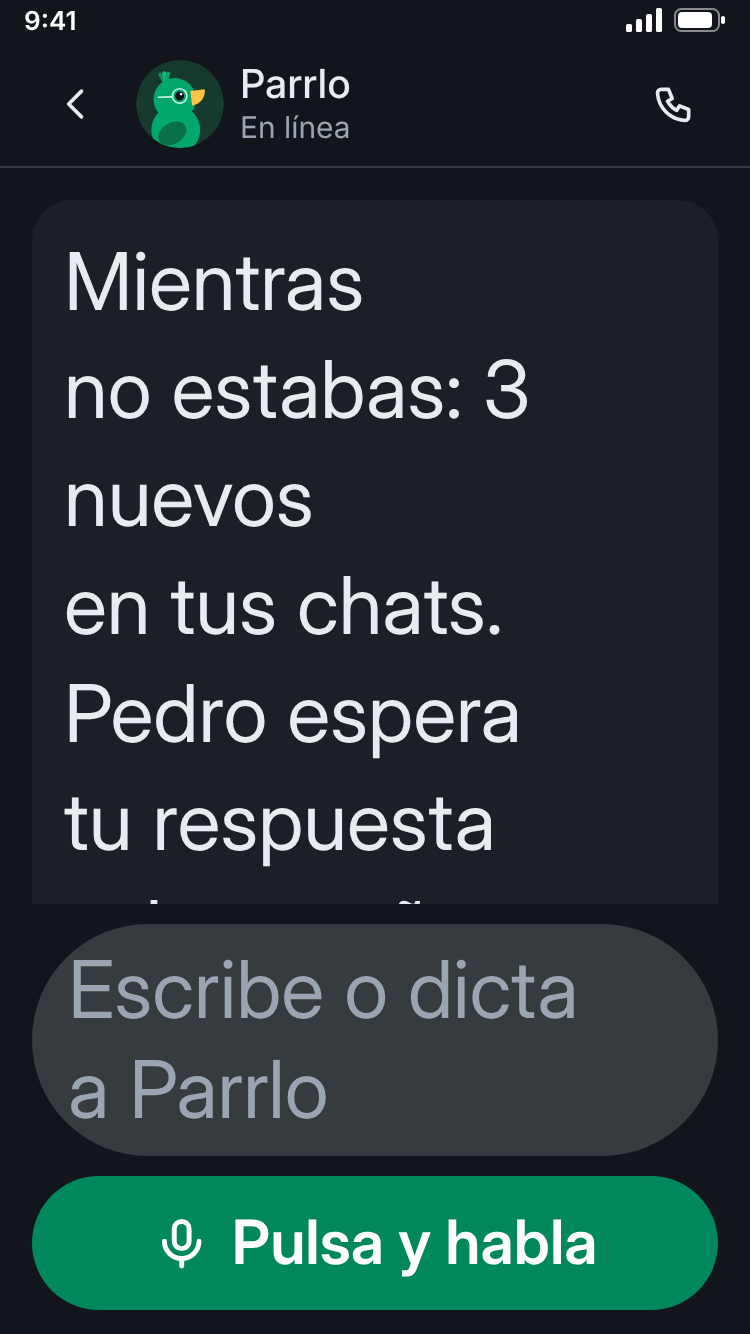 9:41
Parrlo
En línea
Mientras
no estabas: 3
nuevos
en tus chats.
Pedro espera
tu respuesta
Escribe o dicta
a Parrlo
Pulsa y habla